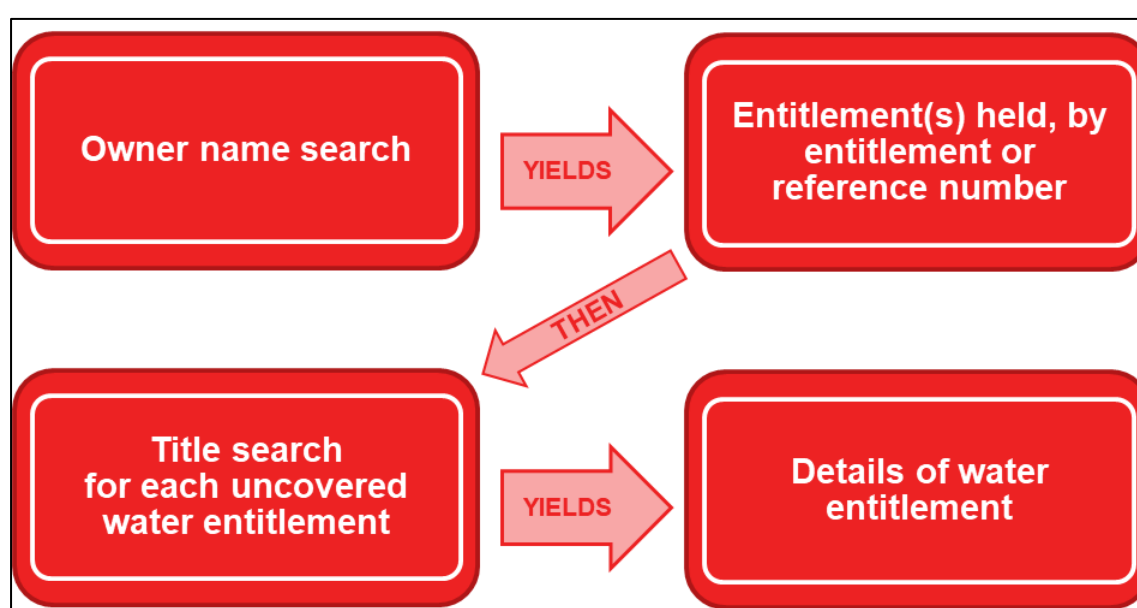 Owner name search
YIELDS
Entitlement(s) held, by
entitlement or
reference number
THEN
Title search
for each uncovered
water entitlement
YIELDS
Details of water
entitlement